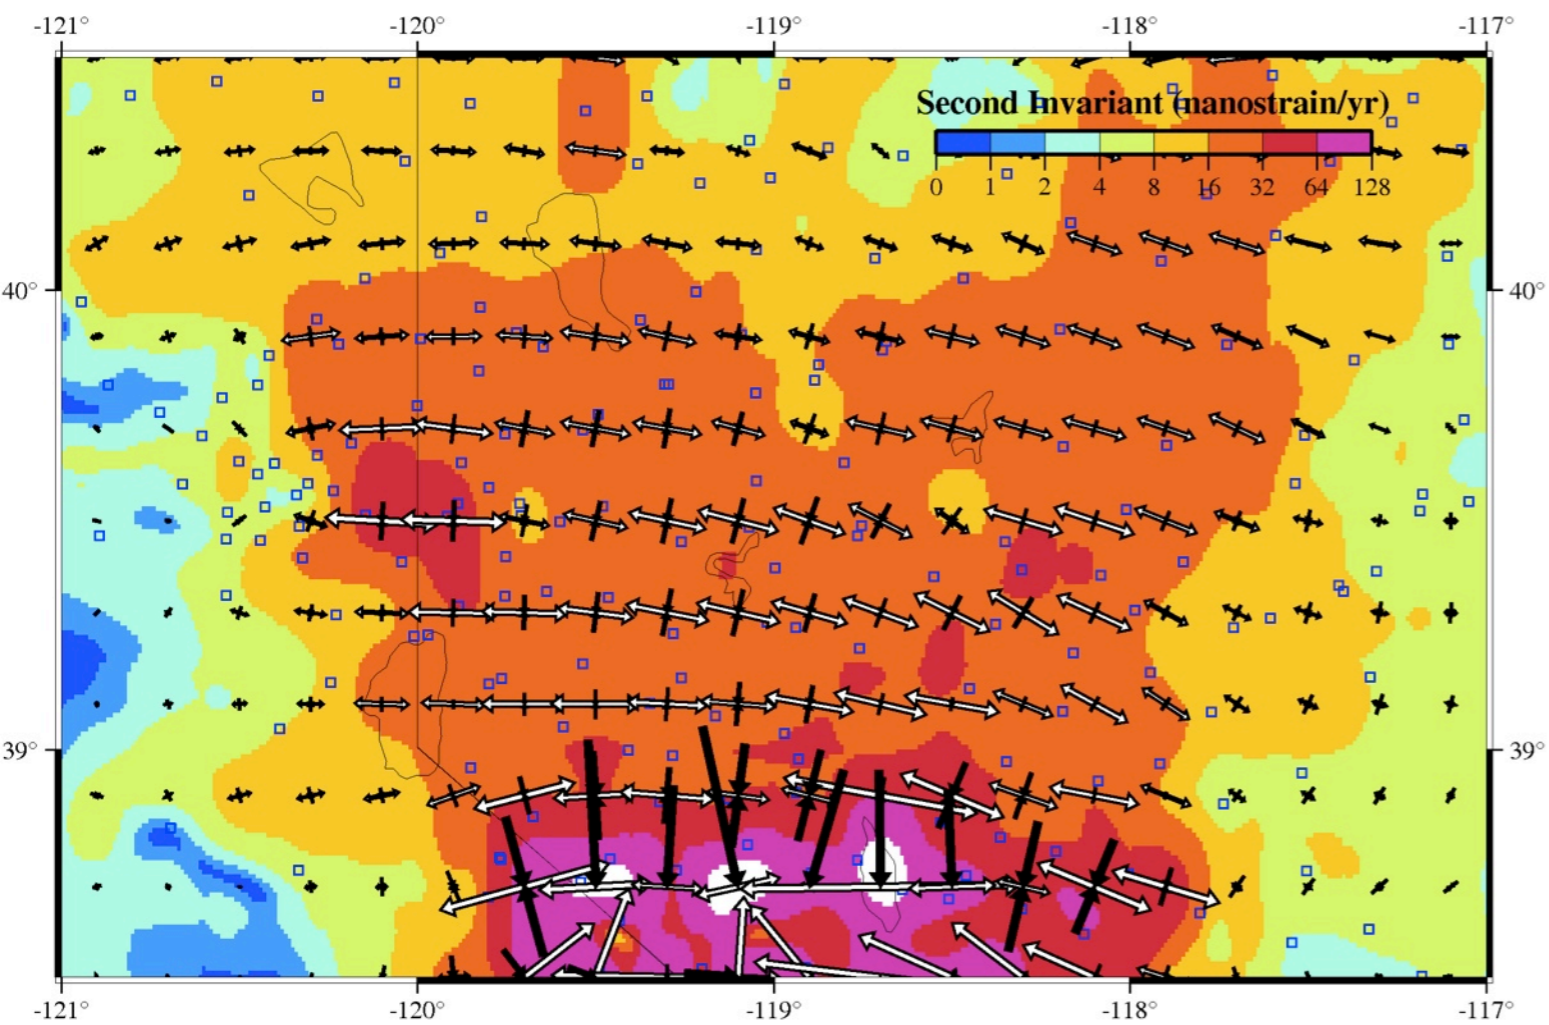 -121° -120° -119° -118° -117°
Second Invariant (nanostrain/yr)
0 1 2 4 8 16 32 64 128
40° 40°
39° 39°
-121° -120° -119° -118° -117°